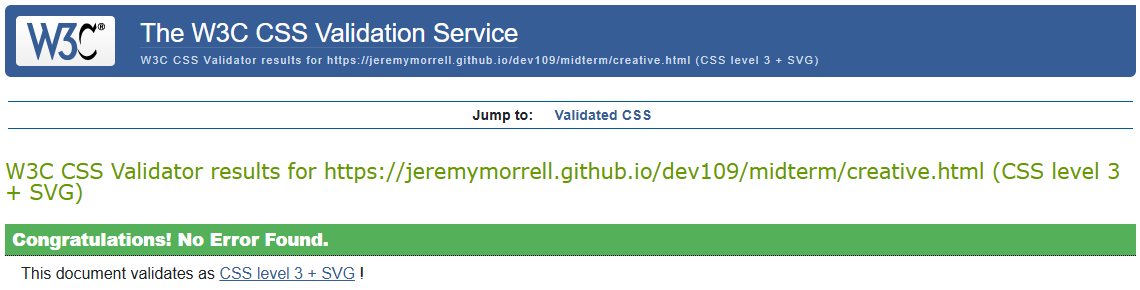 W3C®
The W3C CSS Validation Service
W3C CSS Validator results for https://jeremymorrell.github.io/dev109/midterm/creative.html (CSS level 3 + SVG)
Jump to: Validated CSS
W3C CSS Validator results for https://jeremymorrell.github.io/dev109/midterm/creative.html (CSS level 3
+ SVG)
Congratulations! No Error Found.
This document validates as CSS level 3 + SVG !